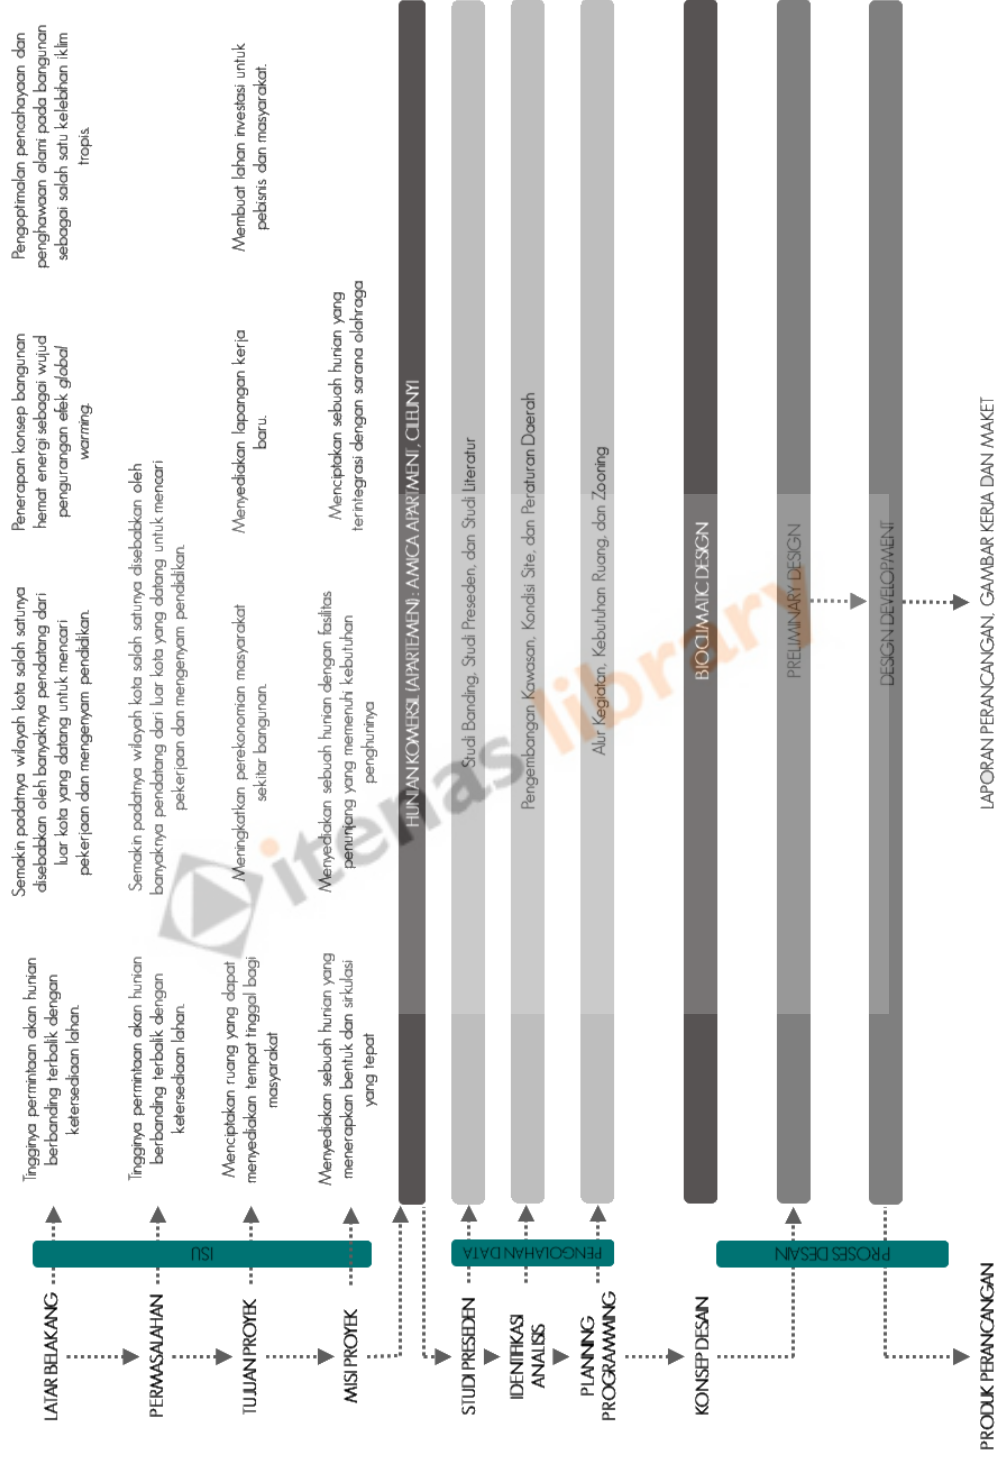 LATAR BELAKANG
Tingginya permintaan akan hunian
berbanding terbalik dengan
ketersediaan lahan.
Semakin padatnya wilayah kota salah satunya
disebabkan oleh banyaknya pendatang dari
luar kota yang datang untuk mencari
pekerjaan dan mengenyam pendidikan.
Penerapan konsep bangunan
hemat energi sebagai wujud
pengurangan efek global
warming.
Pengoptimalan pencahayaan dan
penghawaan alami pada bangunan
sebagai salah satu kelebihan iklim
tropis.
PERMASALAHAN
Tingginya permintaan akan hunian
berbanding terbalik dengan
ketersediaan lahan.
Semakin padatnya wilayah kota salah satunya disebabkan oleh
banyaknya pendatang dari luar kota yang datang untuk mencari
pekerjaan dan mengenyam pendidikan.
ISU
TUJUAN PROYEK
Menciptakan ruang yang dapat
menyediakan tempat tinggal bagi
masyarakat
Meningkatkan perekonomian masyarakat
sekitar bangunan.
Menyediakan lapangan kerja
baru.
Membuat lahan investasi untuk
pebisnis dan masyarakat.
MISI PROYEK
Menyediakan sebuah hunian yang
menerapkan bentuk dan sirkulasi
yang tepat
Menyediakan sebuah hunian dengan fasilitas
penunjang yang memenuhi kebutuhan
penghuninya
Menciptakan sebuah hunian yang
terintegrasi dengan sarana olahraga
HUNIAN KOMERSIL (APARTEMEN) : AMICA APARTMENT, CILEUNYI
STUDI PRESEDEN
Studi Banding, Studi Preseden, dan Studi Literatur
PENGOLAHAN DATA
IDENTIFIKASI
ANALISIS
Pengembangan Kawasan, Kondisi Site, dan Peraturan Daerah
PLANNING
PROGRAMMING
Alur Kegiatan, Kebutuhan Ruang, dan Zooning
KONSEP DESAIN
BIOCLIMATIC DESIGN
PROSES DESAIN
PRELIMINARY DESIGN
DESIGN DEVELOPMENT
PRODUK PERANCANGAN
LAPORAN PERANCANGAN, GAMBAR KERJA DAN MAKET
itenas library